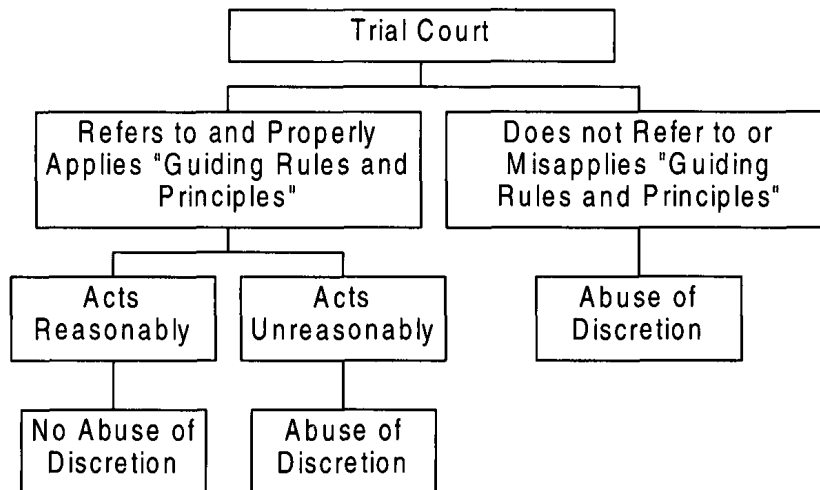 Trial Court
Refers to and Properly
Applies "Guiding Rules and
Principles"
Does not Refer to or
Misapplies "Guiding
Rules and Principles"
Acts
Reasonably
Acts
Unreasonably
Abuse of
Discretion
No Abuse of
Discretion
Abuse of
Discretion